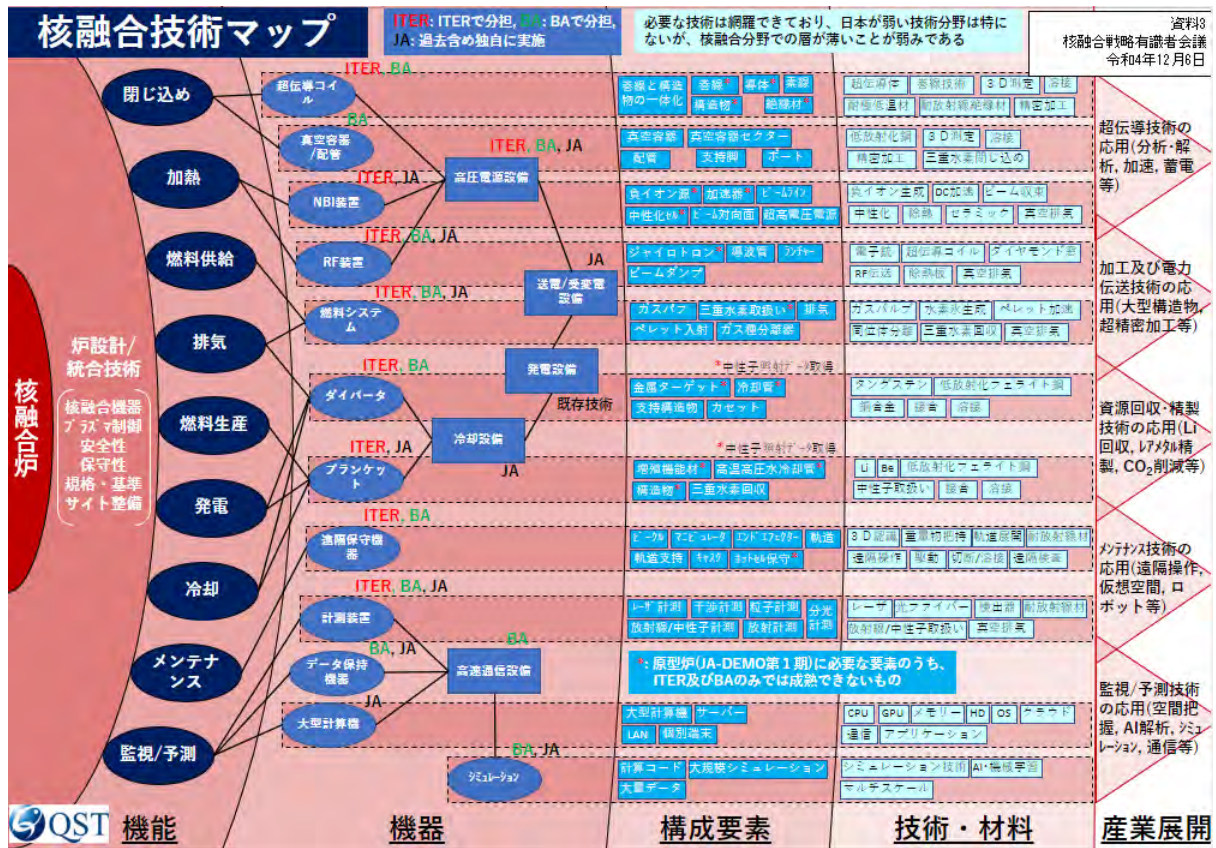 核融合技術マップ
ITER: ITERで分担, BA: BAで分担,
JA: 過去含め独自に実施
必要な技術は網羅できており、日本が弱い技術分野は特に
ないが、核融合分野での層が薄いことが弱みである
資料3
核融合戦略有識者会議
令和4年12月6日
核融合炉
炉設計/
統合技術
核融合機器
プラズマ制御
安全性
保守性
規格・基準
サイト整備
閉じ込め
加熱
燃料供給
排気
燃料生産
発電
冷却
メンテナ
ンス
監視/予測
ITER, BA
超伝導コイ
ル
BA
真空容器
/配管
ITER, JA
NBI装置
ITER, BA, JA
RF装置
ITER, BA, JA
燃料システ
ム
ITER, BA
ダイバータ
ITER, JA
ブランケッ
ト
ITER, BA
遠隔保守機
器
ITER, BA, JA
計測装置
BA, JA
データ保持
機器
JA
大型計算機
BA, JA
シミュレーション
ITER, BA, JA
高圧電源設備
JA
送電/受変電
設備
発電設備
既存技術
冷却設備
JA
BA
高速通信設備
巻線と構造
物の一体化
巻線* 導体* 素線
構造物* 絶縁材*
真空容器 真空容器セクター
配管 支持脚 ポート
負イオン源* 加速器* ビームライン
中性化セル* ビーム対向面 超高電圧電源
ジャイロトロン* 導波管 ランチャー
ビームダンプ
ガスパフ 三重水素取扱い* 排気
ペレット入射 ガス種分離器
*中性子照射データ取得
金属ターゲット* 冷却管*
支持構造物 カセット
*中性子照射データ取得
増殖機能材* 高温高圧水冷却管*
構造物* 三重水素回収
ビークル マニピュレータ エンドエフェクター 軌道
軌道支持 キャスク ホットセル保守*
レーザ計測 干渉計測 粒子計測 分光
計測
放射線/中性子計測 放射計測
*: 原型炉(JA-DEMO第1期)に必要な要素のうち、
ITER及びBAのみでは成熟できないもの
大型計算機 サーバー
LAN 個別端末
計算コード 大規模シミュレーション
大量データ
超伝導体 巻線技術 3D測定 溶接
耐極低温材 耐放射線絶縁材 精密加工
低放射化鋼 3D測定 溶接
精密加工 三重水素閉じ込め
負イオン生成 DC加速 ビーム収束
中性化 除熱 セラミック 真空排気
電子銃 超伝導コイル ダイヤモンド窓
RF伝送 除熱板 真空排気
ガスバルブ 水素氷生成 ペレット加速
同位体分離 三重水素回収 真空排気
タングステン 低放射化フェライト鋼
銅合金 接合 溶接
Li Be 低放射化フェライト鋼
中性子取扱い 接合 溶接
3D認識 重量物把持 軌道展開 耐放射線材
遠隔操作 駆動 切断/溶接 遠隔検査
レーザ 光ファイバー 検出器 耐放射線材
放射線/中性子取扱い 真空排気
CPU GPU メモリー HD OS クラウド
通信 アプリケーション
シミュレーション技術 AI・機械学習
マルチスケール
超伝導技術の
応用(分析・解
析, 加速, 蓄電
等)
加工及び電力
伝送技術の応
用(大型構造物,
超精密加工等)
資源回収・精製
技術の応用(Li
回収, レアメタル精
製, CO2削減等)
メンテナンス技術の
応用(遠隔操作,
仮想空間, ロ
ボット等)
監視/予測技術
の応用(空間把
握, AI解析, シミュ
レーション, 通信等)
QST
機能
機器
構成要素
技術・材料
産業展開